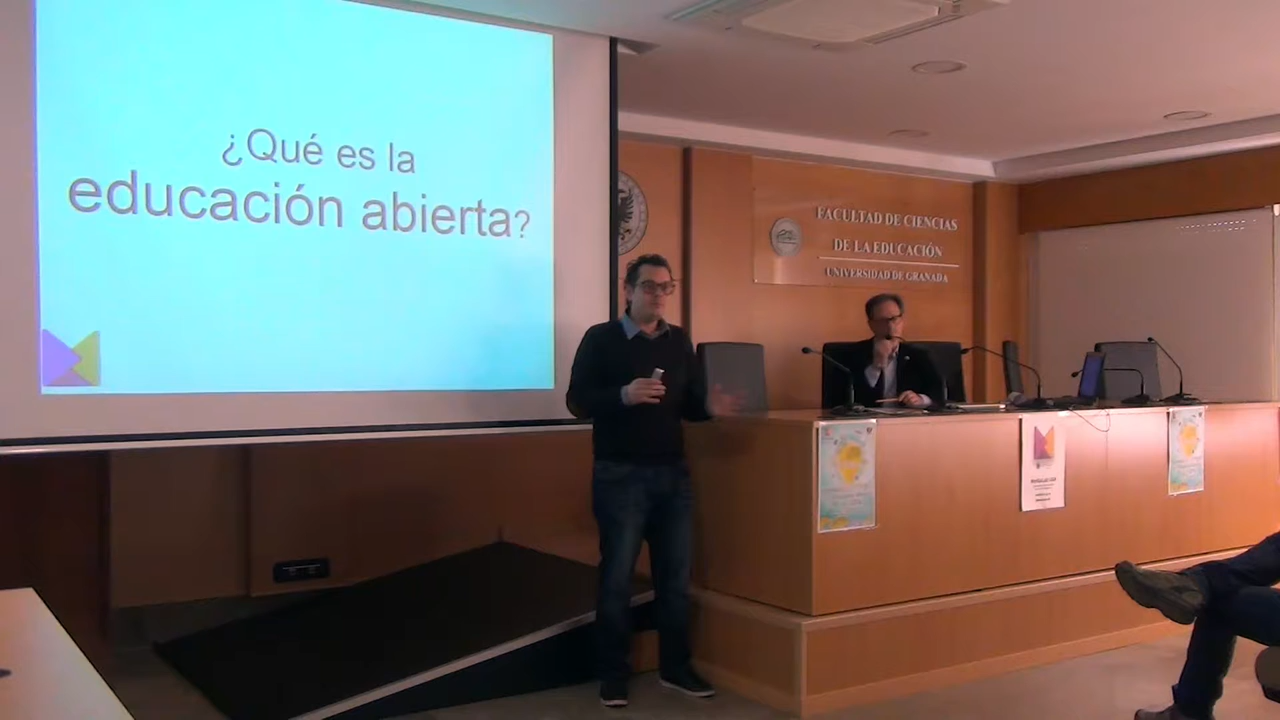 ¿Qué es la
educación abierta?
FACULTAD DE CIENCIAS
DE LA EDUCACIÓN
UNIVERSIDAD DE GRANADA